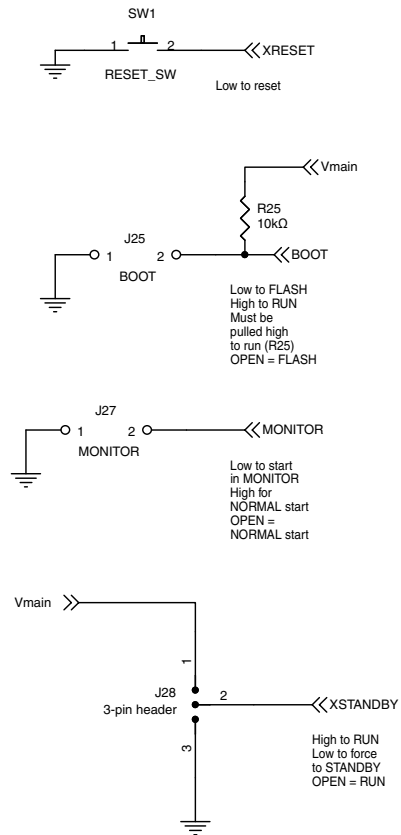 SW1
1 2
XRESET
RESET_SW
Low to reset
Vmain
R25
10kΩ
J25
1 2
BOOT
BOOT
Low to FLASH
High to RUN
Must be
pulled high
to run (R25)
OPEN = FLASH
J27
1 2
MONITOR
MONITOR
Low to start
in MONITOR
High for
NORMAL start
OPEN =
NORMAL start
Vmain
1
J28
2
3-pin header
XSTANDBY
3
High to RUN
Low to force
to STANDBY
OPEN = RUN